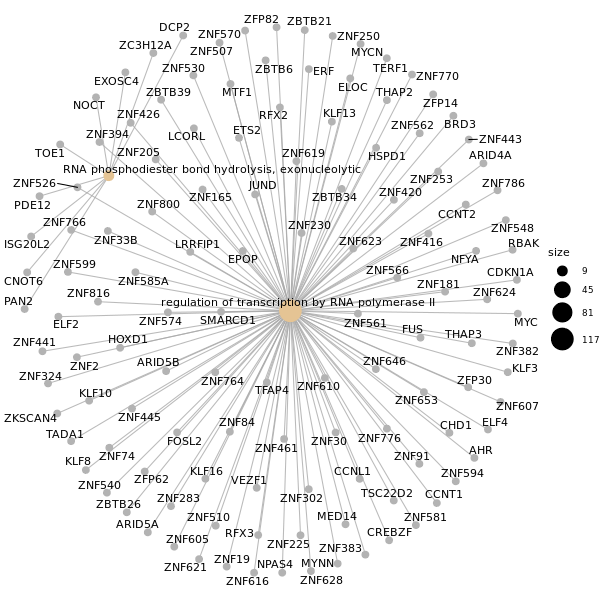 ZFP82 ZBTB21
DCP2 ZNF570 ZNF250
ZC3H12A ZNF507 MYCN
ZNF530 ZBTB6 ERF TERF1 ZNF770
EXOSC4 ZBTB39 MTF1 ELOC THAP2
NOCT ZNF426 RFX2 KLF13 ZFP14
ZNF394 LCORL ETS2 ZNF562 BRD3
TOE1 ZNF205 ZNF619 HSPD1 ZNF443
RNA phosphodiester bond hydrolysis, exonucleolytic ARID4A
ZNF526 JUND ZNF253 ZNF786
PDE12 ZNF800 ZNF165 ZBTB34 ZNF420
ZNF766 ZNF230 CCNT2 ZNF548
ISG20L2 ZNF33B LRRFIP1 ZNF623 ZNF416 RBAK
ZNF599 EPOP ZNF566 NFYA size
CNOT6 ZNF585A ZNF181 CDKN1A 9
PAN2 ZNF816 ZNF624 45
regulation of transcription by RNA polymerase II
ELF2 ZNF574 SMARCD1 ZNF561 MYC 81
ZNF441 HOXD1 FUS THAP3 ZNF382 117
ZNF324 ZNF2 ARID5B ZNF646 KLF3
KLF10 ZNF764 TFAP4 ZNF610 ZFP30
ZKSCAN4 ZNF445 ZNF653 ZNF607
TADA1 FOSL2 ZNF84 ZNF30 ZNF776 CHD1 ELF4
KLF8 ZNF74 ZNF461 ZNF91 AHR
ZNF540 ZFP62 KLF16 VEZF1 CCNL1 ZNF594
ZBTB26 ZNF283 ZNF302 TSC22D2 CCNT1
ARID5A ZNF510 MED14 ZNF581
ZNF605 RFX3 ZNF225 ZNF383 CREBZF
ZNF621 ZNF19 NPAS4 MYNN
ZNF616 ZNF628